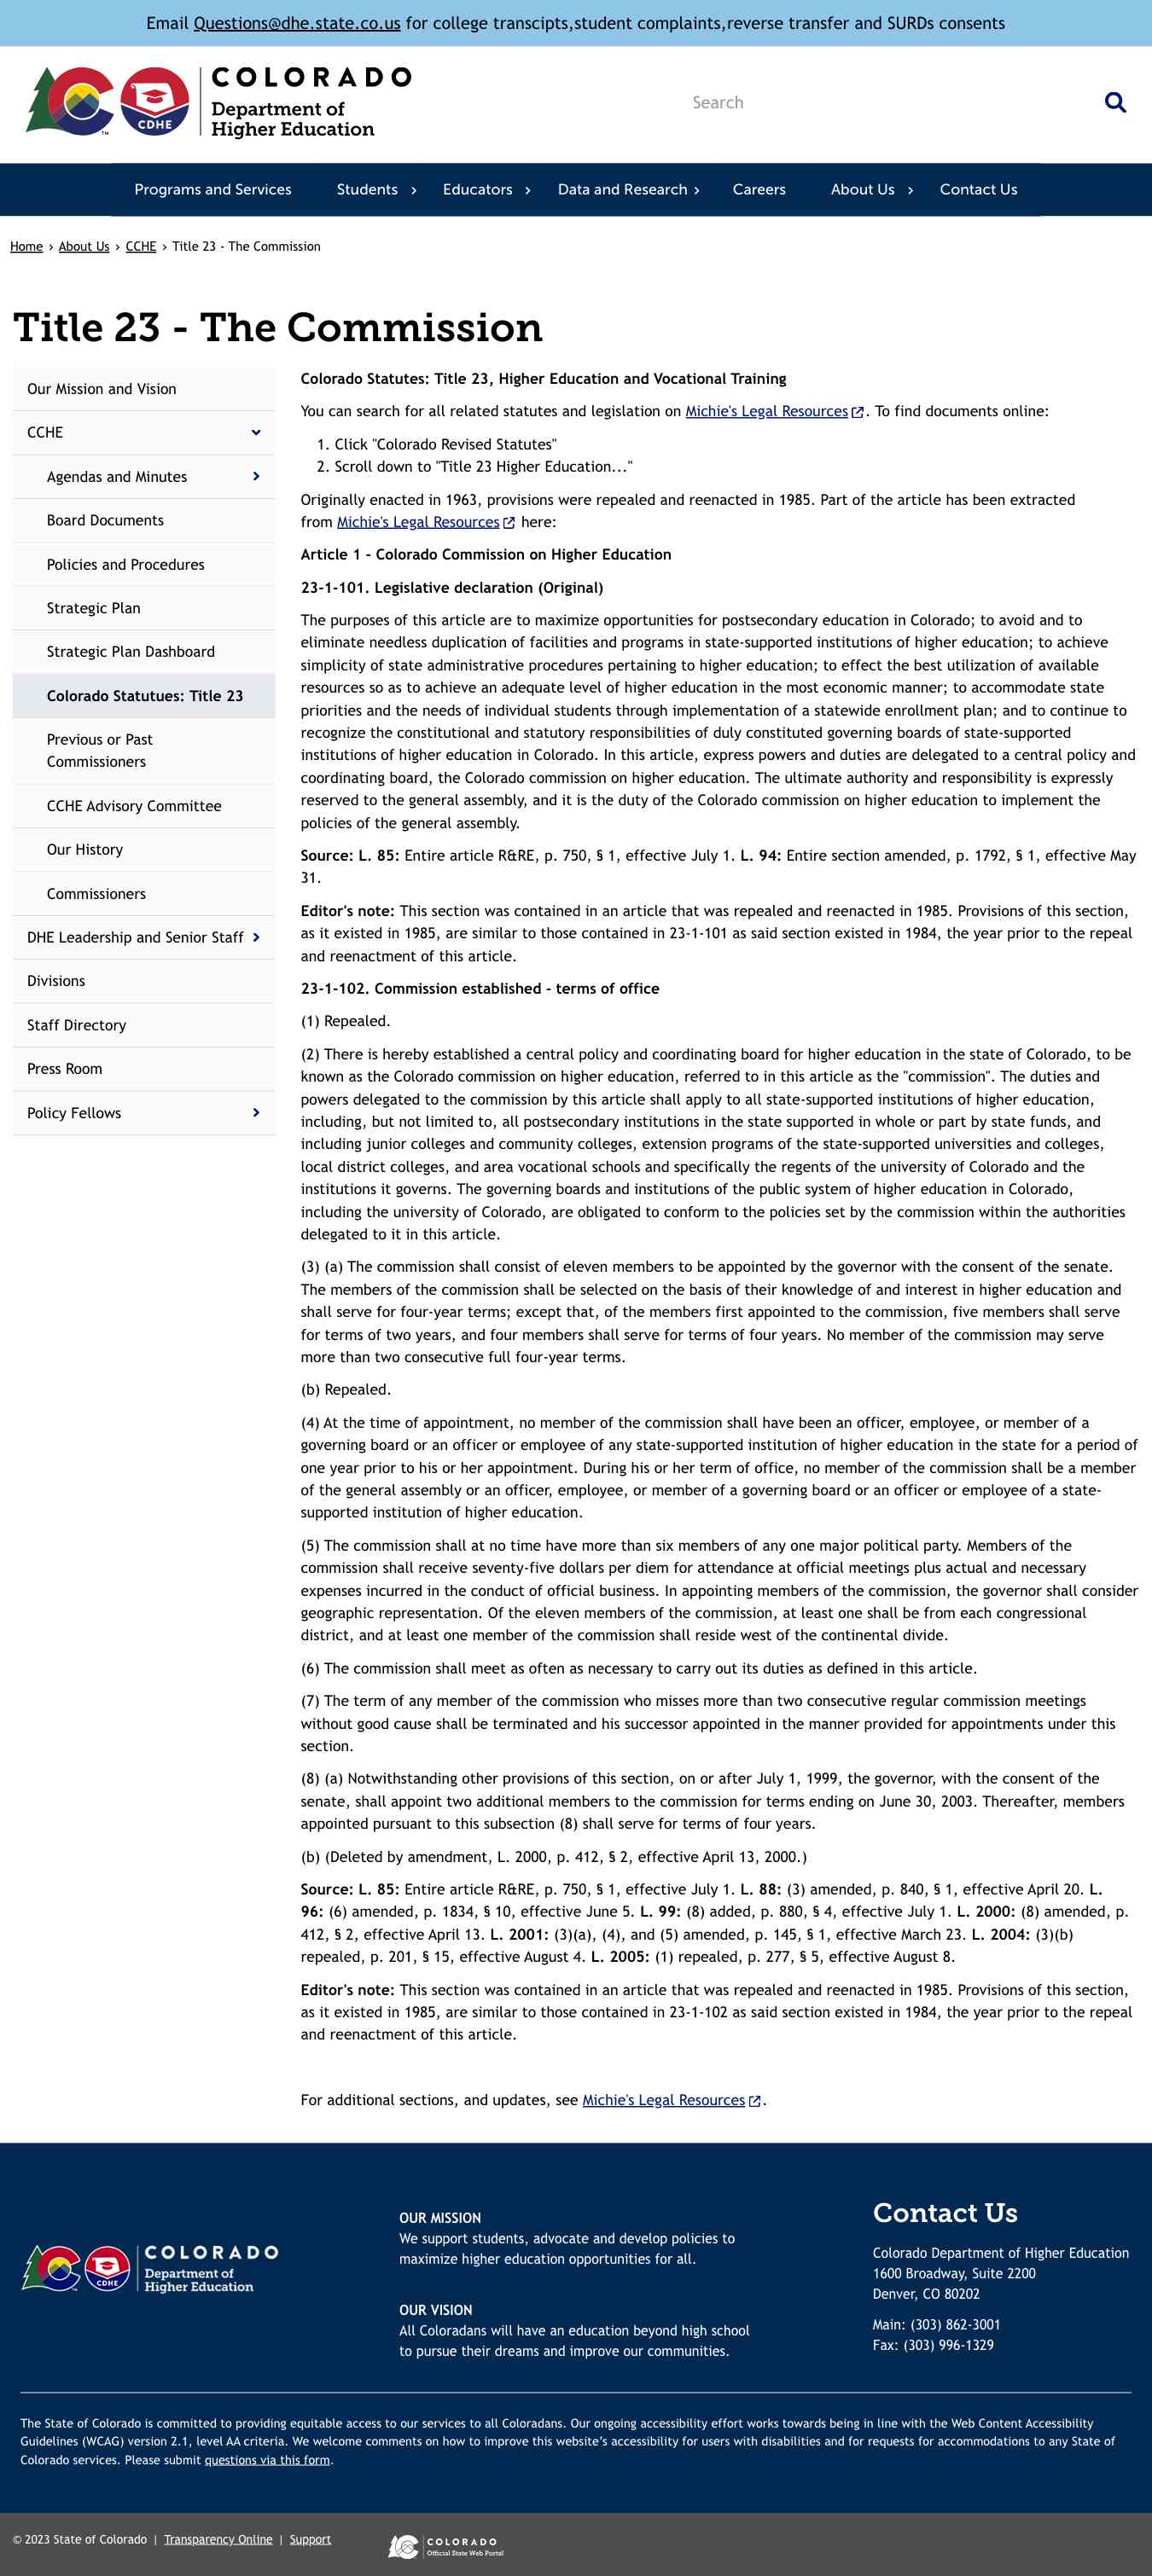 Email Questions@dhe.state.co.us for college transcipts,student complaints,reverse transfer and SURDs consents
CDHE
TM
COLORADO
Department of
Higher Education
Search
Programs and Services Students Educators Data and Research Careers About Us Contact Us
Home › About Us › CCHE › Title 23 - The Commission
Title 23 - The Commission
Our Mission and Vision
CCHE
Agendas and Minutes
Board Documents
Policies and Procedures
Strategic Plan
Strategic Plan Dashboard
Colorado Statutues: Title 23
Previous or Past
Commissioners
CCHE Advisory Committee
Our History
Commissioners
DHE Leadership and Senior Staff
Divisions
Staff Directory
Press Room
Policy Fellows
Colorado Statutes: Title 23, Higher Education and Vocational Training
You can search for all related statutes and legislation on Michie's Legal Resources. To find documents online:
1. Click "Colorado Revised Statutes"
2. Scroll down to "Title 23 Higher Education..."
Originally enacted in 1963, provisions were repealed and reenacted in 1985. Part of the article has been extracted
from Michie's Legal Resources here:
Article 1 - Colorado Commission on Higher Education
23-1-101. Legislative declaration (Original)
The purposes of this article are to maximize opportunities for postsecondary education in Colorado; to avoid and to
eliminate needless duplication of facilities and programs in state-supported institutions of higher education; to achieve
simplicity of state administrative procedures pertaining to higher education; to effect the best utilization of available
resources so as to achieve an adequate level of higher education in the most economic manner; to accommodate state
priorities and the needs of individual students through implementation of a statewide enrollment plan; and to continue to
recognize the constitutional and statutory responsibilities of duly constituted governing boards of state-supported
institutions of higher education in Colorado. In this article, express powers and duties are delegated to a central policy and
coordinating board, the Colorado commission on higher education. The ultimate authority and responsibility is expressly
reserved to the general assembly, and it is the duty of the Colorado commission on higher education to implement the
policies of the general assembly.
Source: L. 85: Entire article R&RE, p. 750, § 1, effective July 1. L. 94: Entire section amended, p. 1792, § 1, effective May
31.
Editor's note: This section was contained in an article that was repealed and reenacted in 1985. Provisions of this section,
as it existed in 1985, are similar to those contained in 23-1-101 as said section existed in 1984, the year prior to the repeal
and reenactment of this article.
23-1-102. Commission established - terms of office
(1) Repealed.
(2) There is hereby established a central policy and coordinating board for higher education in the state of Colorado, to be
known as the Colorado commission on higher education, referred to in this article as the "commission". The duties and
powers delegated to the commission by this article shall apply to all state-supported institutions of higher education,
including, but not limited to, all postsecondary institutions in the state supported in whole or part by state funds, and
including junior colleges and community colleges, extension programs of the state-supported universities and colleges,
local district colleges, and area vocational schools and specifically the regents of the university of Colorado and the
institutions it governs. The governing boards and institutions of the public system of higher education in Colorado,
including the university of Colorado, are obligated to conform to the policies set by the commission within the authorities
delegated to it in this article.
(3) (a) The commission shall consist of eleven members to be appointed by the governor with the consent of the senate.
The members of the commission shall be selected on the basis of their knowledge of and interest in higher education and
shall serve for four-year terms; except that, of the members first appointed to the commission, five members shall serve
for terms of two years, and four members shall serve for terms of four years. No member of the commission may serve
more than two consecutive full four-year terms.
(b) Repealed.
(4) At the time of appointment, no member of the commission shall have been an officer, employee, or member of a
governing board or an officer or employee of any state-supported institution of higher education in the state for a period of
one year prior to his or her appointment. During his or her term of office, no member of the commission shall be a member
of the general assembly or an officer, employee, or member of a governing board or an officer or employee of a state-
supported institution of higher education.
(5) The commission shall at no time have more than six members of any one major political party. Members of the
commission shall receive seventy-five dollars per diem for attendance at official meetings plus actual and necessary
expenses incurred in the conduct of official business. In appointing members of the commission, the governor shall consider
geographic representation. Of the eleven members of the commission, at least one shall be from each congressional
district, and at least one member of the commission shall reside west of the continental divide.
(6) The commission shall meet as often as necessary to carry out its duties as defined in this article.
(7) The term of any member of the commission who misses more than two consecutive regular commission meetings
without good cause shall be terminated and his successor appointed in the manner provided for appointments under this
section.
(8) (a) Notwithstanding other provisions of this section, on or after July 1, 1999, the governor, with the consent of the
senate, shall appoint two additional members to the commission for terms ending on June 30, 2003. Thereafter, members
appointed pursuant to this subsection (8) shall serve for terms of four years.
(b) (Deleted by amendment, L. 2000, p. 412, § 2, effective April 13, 2000.)
Source: L. 85: Entire article R&RE, p. 750, § 1, effective July 1. L. 88: (3) amended, p. 840, § 1, effective April 20. L.
96: (6) amended, p. 1834, § 10, effective June 5. L. 99: (8) added, p. 880, § 4, effective July 1. L. 2000: (8) amended, p.
412, § 2, effective April 13. L. 2001: (3)(a), (4), and (5) amended, p. 145, § 1, effective March 23. L. 2004: (3)(b)
repealed, p. 201, § 15, effective August 4. L. 2005: (1) repealed, p. 277, § 5, effective August 8.
Editor's note: This section was contained in an article that was repealed and reenacted in 1985. Provisions of this section,
as it existed in 1985, are similar to those contained in 23-1-102 as said section existed in 1984, the year prior to the repeal
and reenactment of this article.
For additional sections, and updates, see Michie's Legal Resources.
CDHE
COLORADO
Department of
Higher Education
OUR MISSION
We support students, advocate and develop policies to
maximize higher education opportunities for all.
OUR VISION
All Coloradans will have an education beyond high school
to pursue their dreams and improve our communities.
Contact Us
Colorado Department of Higher Education
1600 Broadway, Suite 2200
Denver, CO 80202
Main: (303) 862-3001
Fax: (303) 996-1329
The State of Colorado is committed to providing equitable access to our services to all Coloradans. Our ongoing accessibility effort works towards being in line with the Web Content Accessibility
Guidelines (WCAG) version 2.1, level AA criteria. We welcome comments on how to improve this website’s accessibility for users with disabilities and for requests for accommodations to any State of
Colorado services. Please submit questions via this form.
© 2023 State of Colorado | Transparency Online | Support
COLORADO
Official State Web Portal